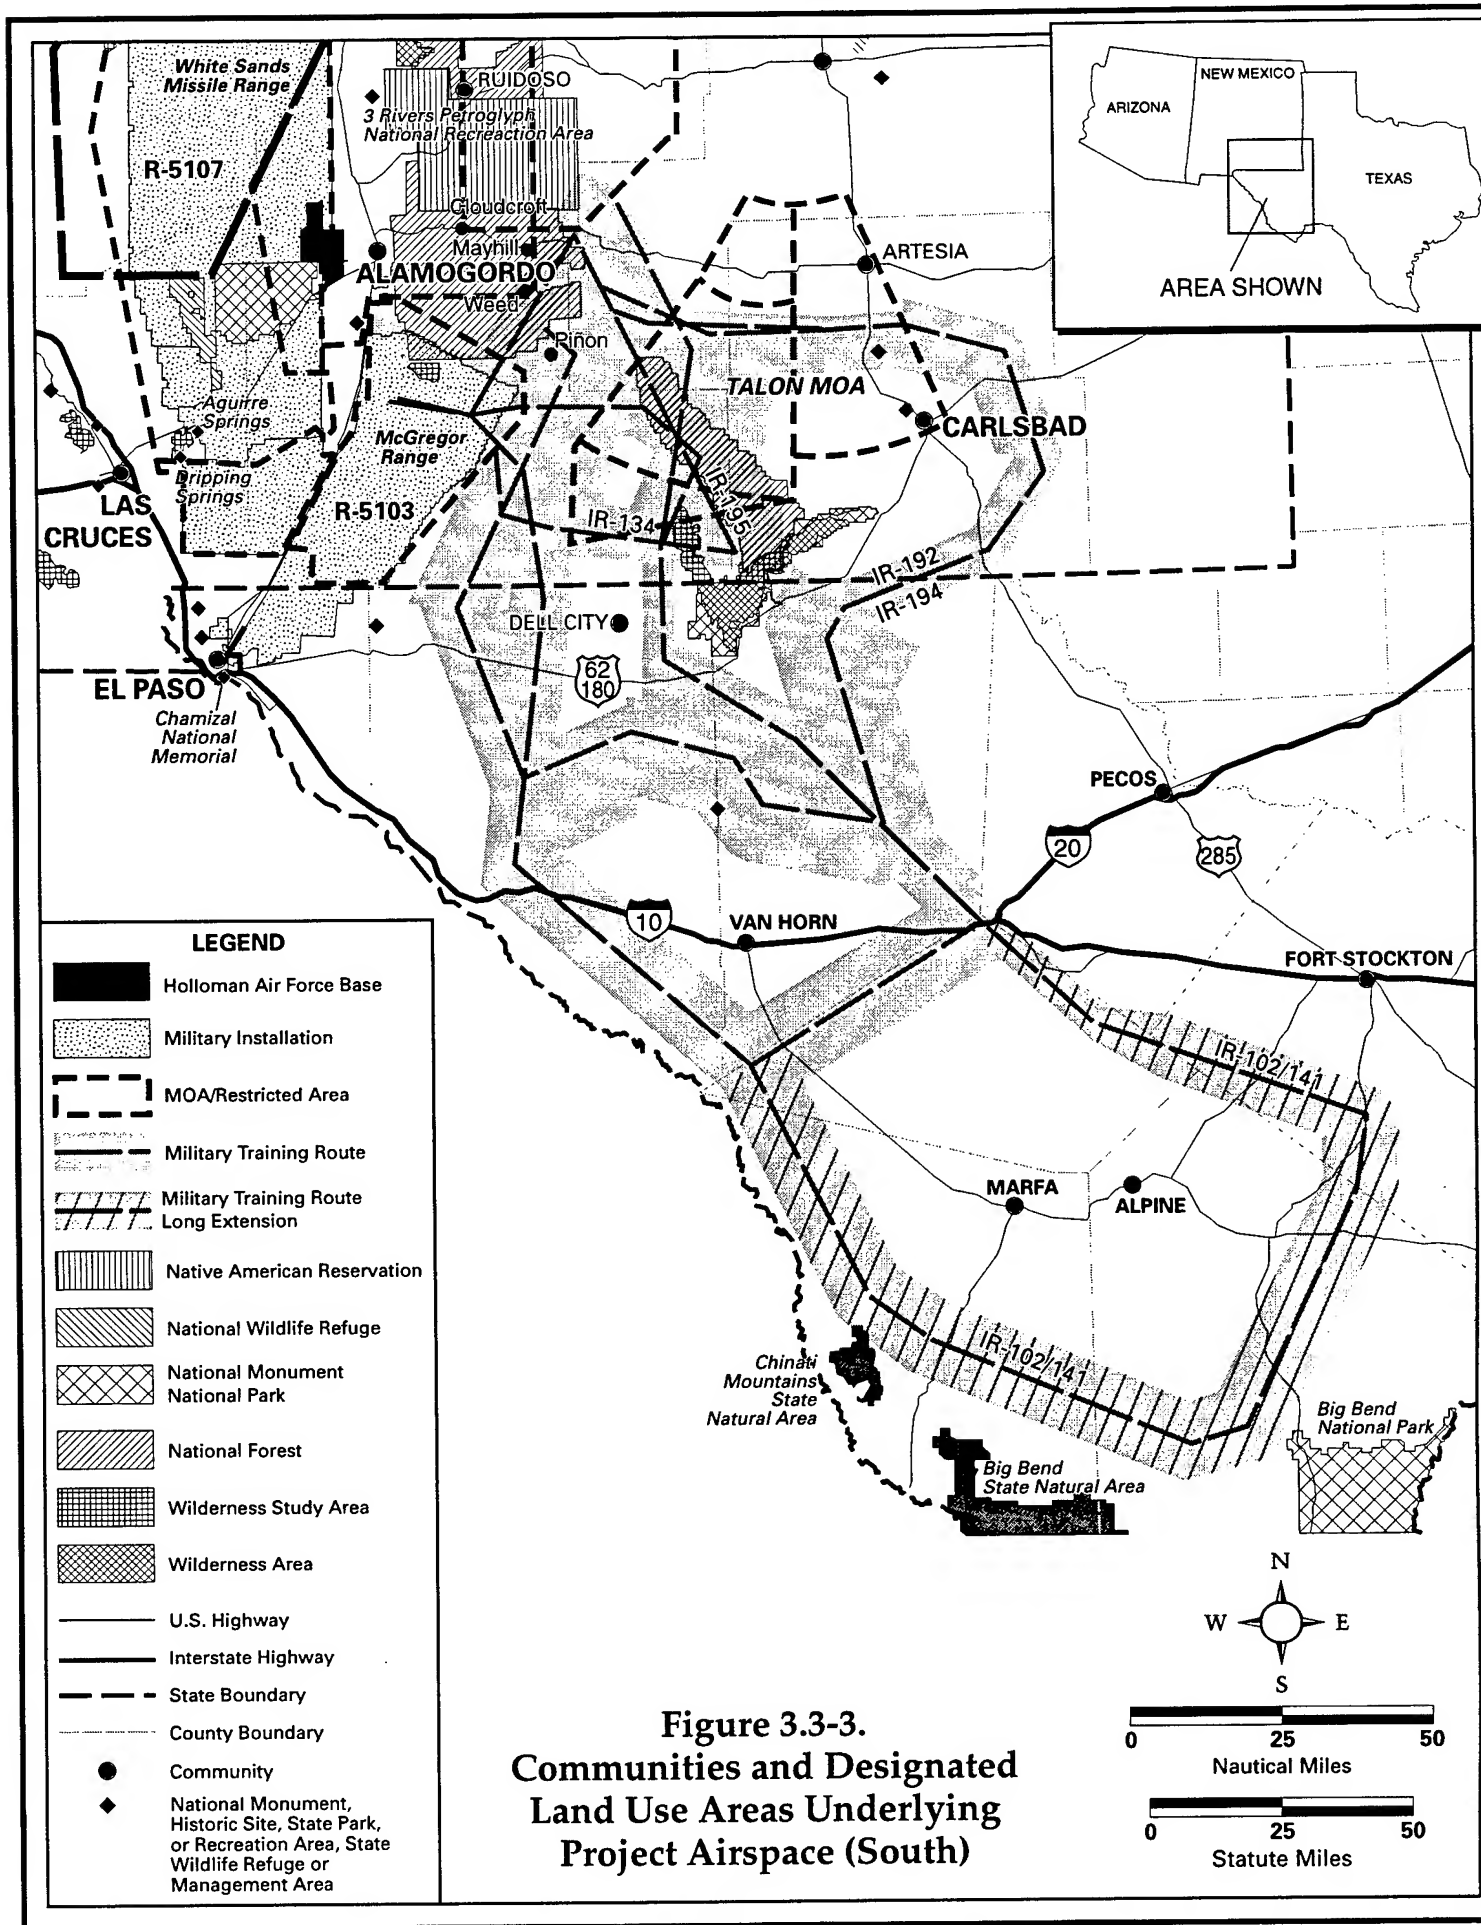 White Sands
Missile Range
R-5107
RUIDOSO
3 Rivers Petroglyph
National Recreaction Area
Cloudcroft
Mayhill
ALAMOGORDO
Weed
Piñon
ARTESIA
TALON MOA
CARLSBAD
Aguirre
Springs
McGregor
Range
Dripping
Springs
R-5103
LAS
CRUCES
IR-134
IR-195
IR-192
IR-194
DELL CITY
62
180
EL PASO
Chamizal
National
Memorial
PECOS
20
285
10
VAN HORN
FORT STOCKTON
IR-102/141
MARFA
ALPINE
IR-102/141
Chinati
Mountains
State
Natural Area
Big Bend
State Natural Area
Big Bend
National Park
ARIZONA
NEW MEXICO
TEXAS
AREA SHOWN
LEGEND
Holloman Air Force Base
Military Installation
MOA/Restricted Area
Military Training Route
Military Training Route
Long Extension
Native American Reservation
National Wildlife Refuge
National Monument
National Park
National Forest
Wilderness Study Area
Wilderness Area
U.S. Highway
Interstate Highway
State Boundary
County Boundary
Community
National Monument,
Historic Site, State Park,
or Recreation Area, State
Wildlife Refuge or
Management Area
N
W E
S
0 25 50
Nautical Miles
0 25 50
Statute Miles
Figure 3.3-3.
Communities and Designated
Land Use Areas Underlying
Project Airspace (South)